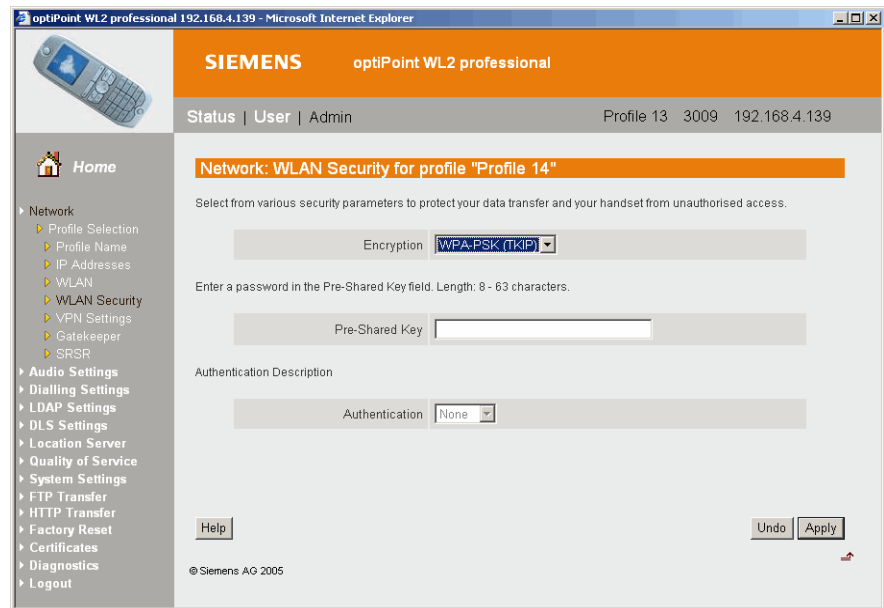 optiPoint WL2 professional 192.168.4.139 - Microsoft Internet Explorer
SIEMENS optiPoint WL2 professional
Status | User | Admin Profile 13 3009 192.168.4.139
Home
Network
Profile Selection
Profile Name
IP Addresses
WLAN
WLAN Security
VPN Settings
Gatekeeper
SRSR
Audio Settings
Dialling Settings
LDAP Settings
DLS Settings
Location Server
Quality of Service
System Settings
FTP Transfer
HTTP Transfer
Factory Reset
Certificates
Diagnostics
Logout
Network: WLAN Security for profile "Profile 14"
Select from various security parameters to protect your data transfer and your handset from unauthorised access.
Encryption WPA-PSK (TKIP)
Enter a password in the Pre-Shared Key field. Length: 8 - 63 characters.
Pre-Shared Key
Authentication Description
Authentication None
Help Undo Apply
© Siemens AG 2005